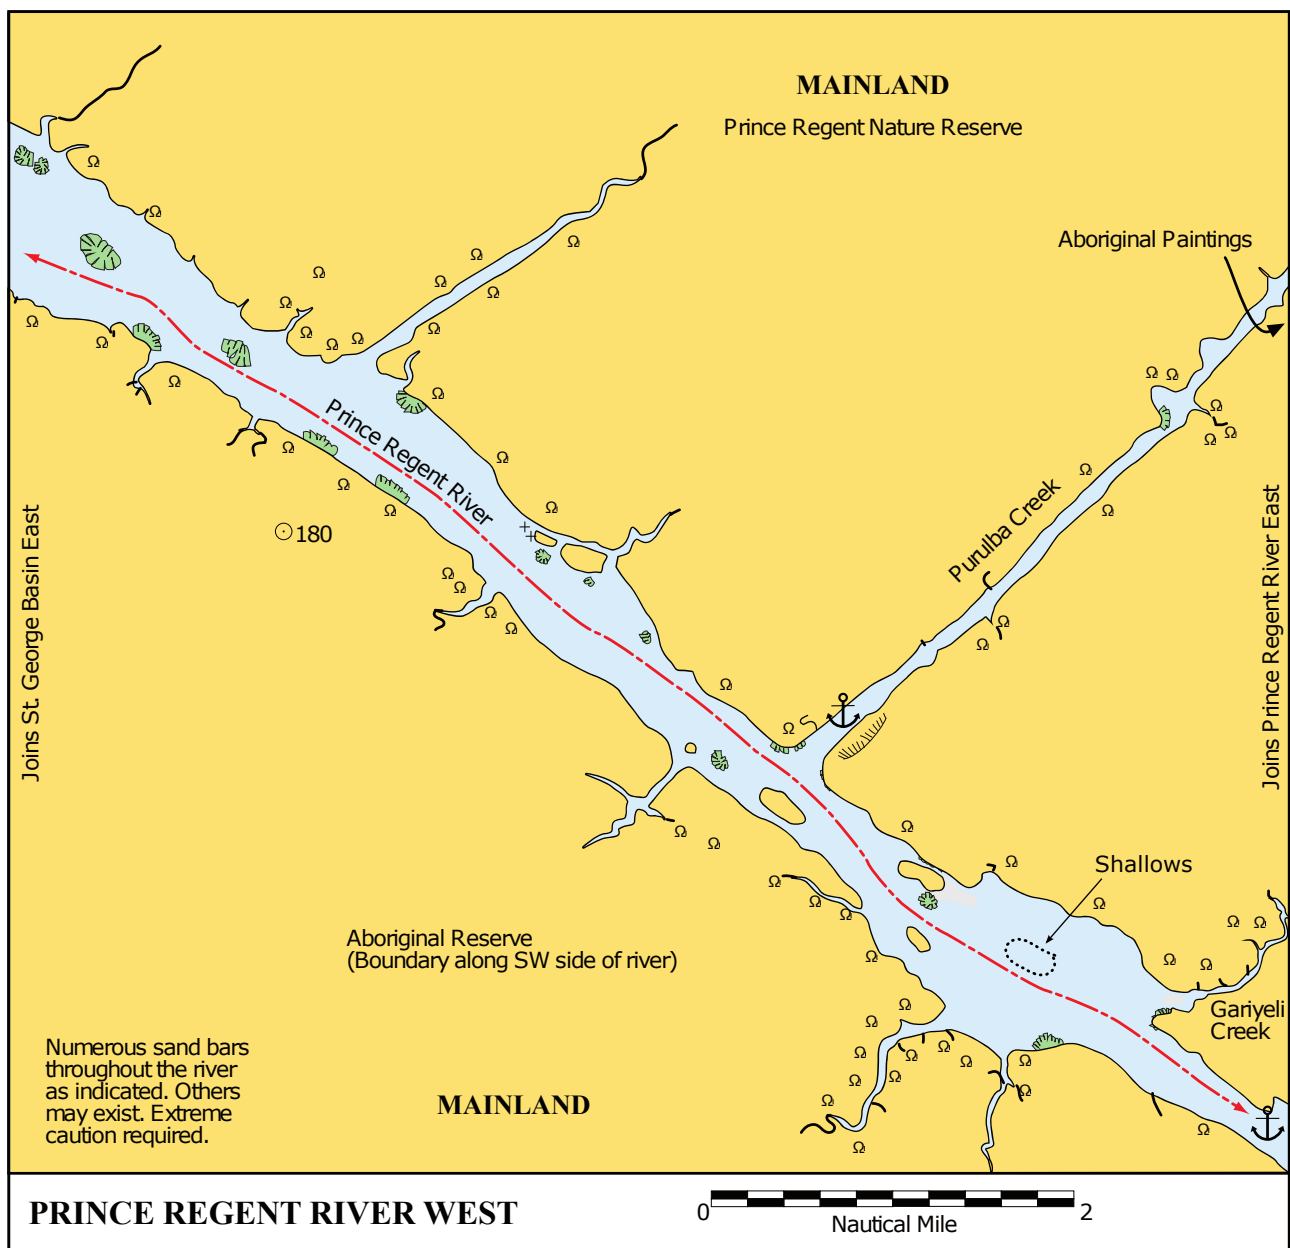 MAINLAND
Prince Regent Nature Reserve
Aboriginal Paintings
Prince Regent River
180
Purulba Creek
Joins St. George Basin East
Joins Prince Regent River East
Shallows
Aboriginal Reserve
(Boundary along SW side of river)
Gariyeli
Creek
Numerous sand bars
throughout the river
as indicated. Others
may exist. Extreme
caution required.
MAINLAND
PRINCE REGENT RIVER WEST
0
2
Nautical Mile